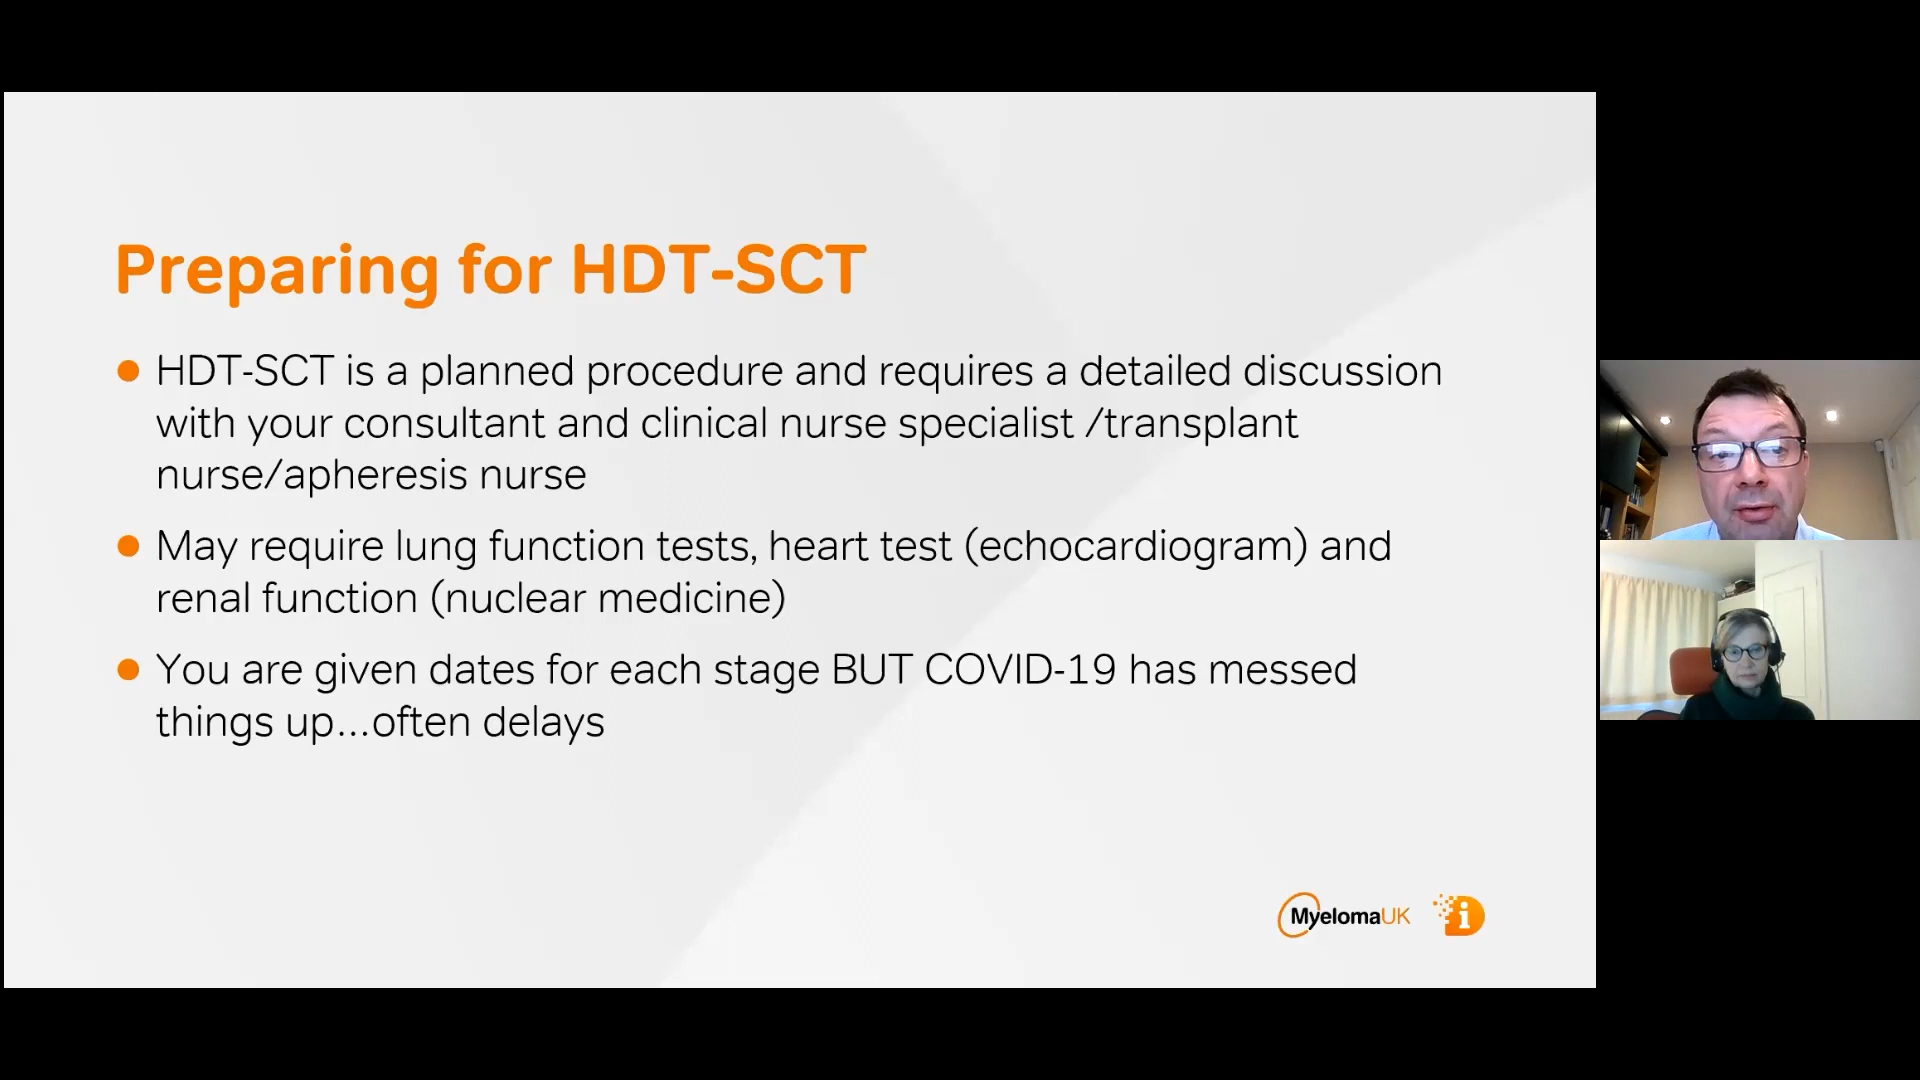 Preparing for HDT-SCT
● HDT-SCT is a planned procedure and requires a detailed discussion
with your consultant and clinical nurse specialist /transplant
nurse/apheresis nurse
● May require lung function tests, heart test (echocardiogram) and
renal function (nuclear medicine)
● You are given dates for each stage BUT COVID-19 has messed
things up...often delays
MyelomaUK i